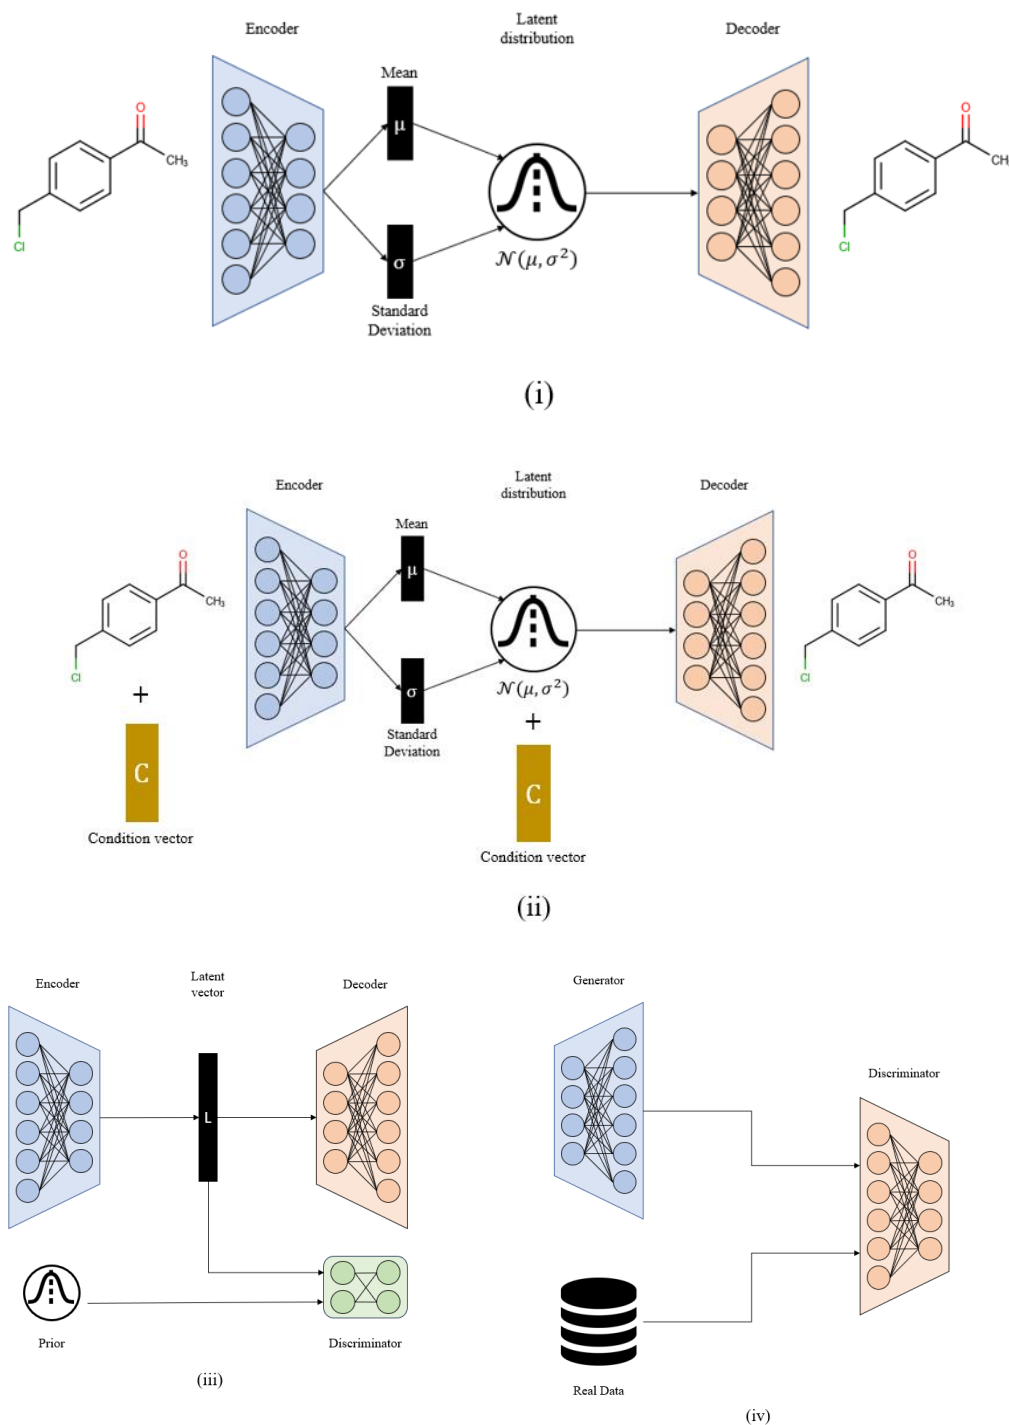 Encoder
Latent
distribution
Decoder
Mean
μ
O
CH₃
Cl
σ
Standard
Deviation
𝒩(μ, σ²)
O
CH
Cl
(i)
Encoder
Latent
distribution
Decoder
Mean
μ
O
CH₃
Cl
+
C
Condition vector
σ
Standard
Deviation
𝒩(μ, σ²)
+
C
Condition vector
O
CH₃
Cl
(ii)
Encoder
Latent
vector
Decoder
L
Prior
Discriminator
(iii)
Generator
Discriminator
Real Data
(iv)